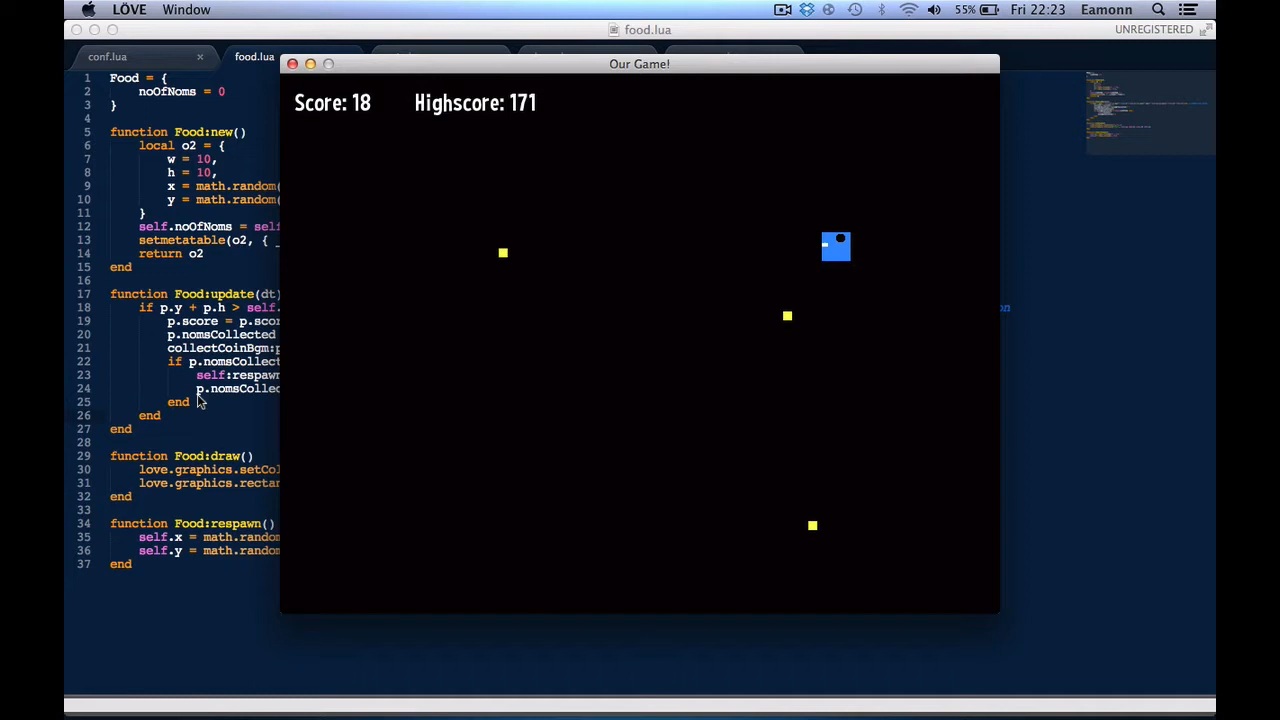 LÖVE Window 55% Fri 22:23 Eamonn
food.lua UNREGISTERED
conf.lua × food.lua
Our Game!
Score: 18 Highscore: 171
1 Food = {
2 noOfNoms = 0
3 }
4
5 function Food:new()
6 local o2 = {
7 w = 10,
8 h = 10,
9 x = math.random(
10 y = math.random(
11 }
12 self.noOfNoms = self
13 setmetatable(o2, { _
14 return o2
15 end
16
17 function Food:update(dt)
18 if p.y + p.h > self. on
19 p.score = p.scor
20 p.nomsCollected
21 collectCoinBgm:p
22 if p.nomsCollect
23 self:respawn
24 p.nomsCollec
25 end
26 end
27 end
28
29 function Food:draw()
30 love.graphics.setCol
31 love.graphics.rectan
32 end
33
34 function Food:respawn()
35 self.x = math.random
36 self.y = math.random
37 end